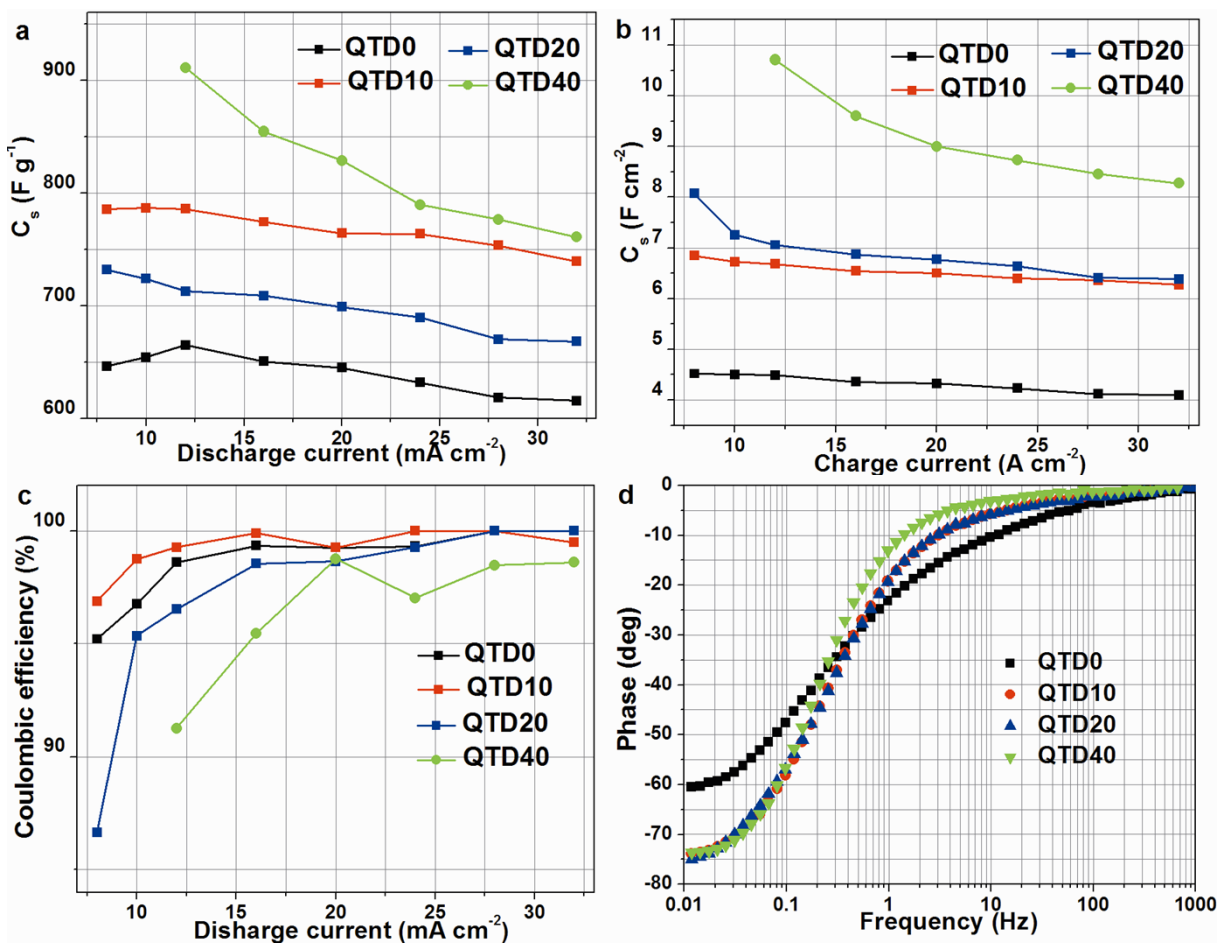 a
QTD0
QTD20
QTD10
QTD40
900
800
700
600
C_s (F g⁻¹)
10
15
20
25
30
Discharge current (mA cm⁻²)
b
QTD0
QTD20
QTD10
QTD40
11
10
9
8
7
6
5
4
C_s (F cm⁻²)
10
15
20
25
30
Charge current (A cm⁻²)
c
100
90
Coulombic efficiency (%)
QTD0
QTD10
QTD20
QTD40
10
15
20
25
30
Disharge current (mA cm⁻²)
d
0
-10
-20
-30
-40
-50
-60
-70
-80
Phase (deg)
QTD0
QTD10
QTD20
QTD40
0.01
0.1
1
10
100
1000
Frequency (Hz)